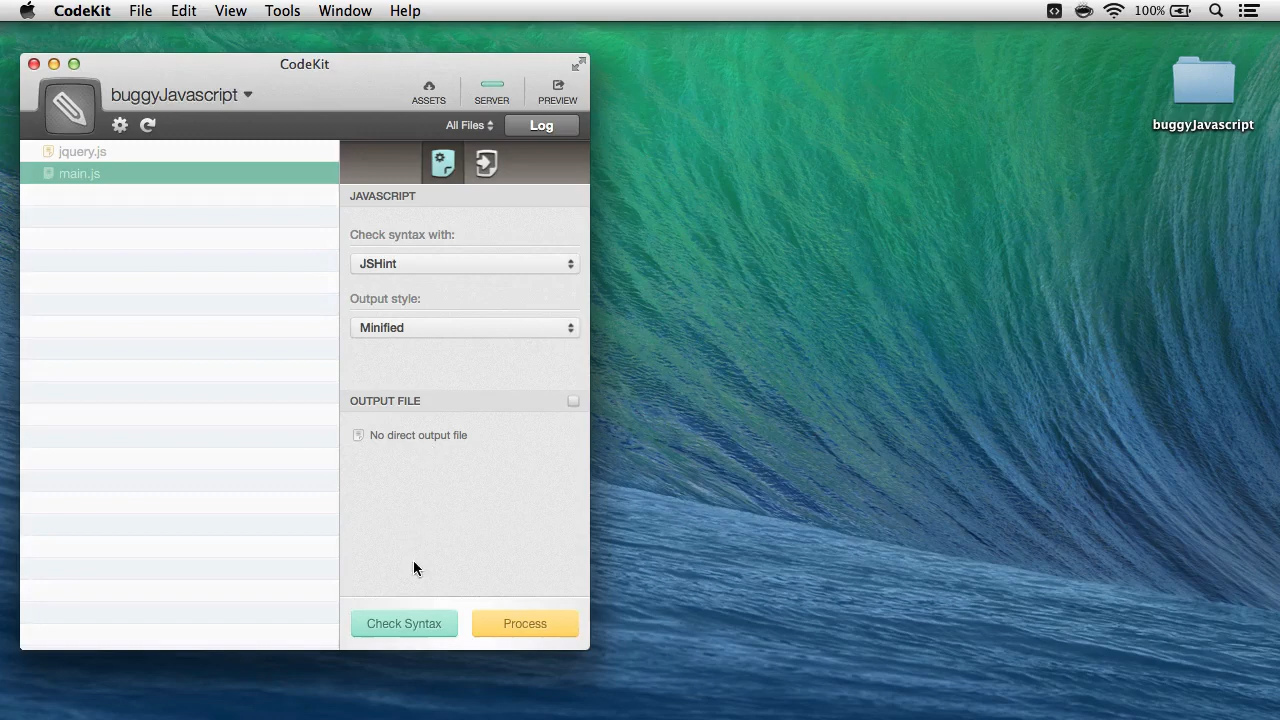 CodeKit File Edit View Tools Window Help 100%
CodeKit
buggyJavascript
ASSETS SERVER PREVIEW
All Files Log
jquery.js
main.js
JAVASCRIPT
Check syntax with:
JSHint
Output style:
Minified
OUTPUT FILE
No direct output file
Check Syntax Process
buggyJavascript